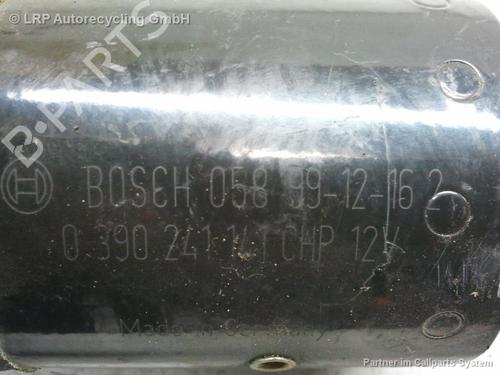 © LRP Autorecycling GmbH
B-PARTS
BOSCH 058 99-12-16 2
0 390 241 141 CHP 12V
Made in Germany
Partner im Callparts System